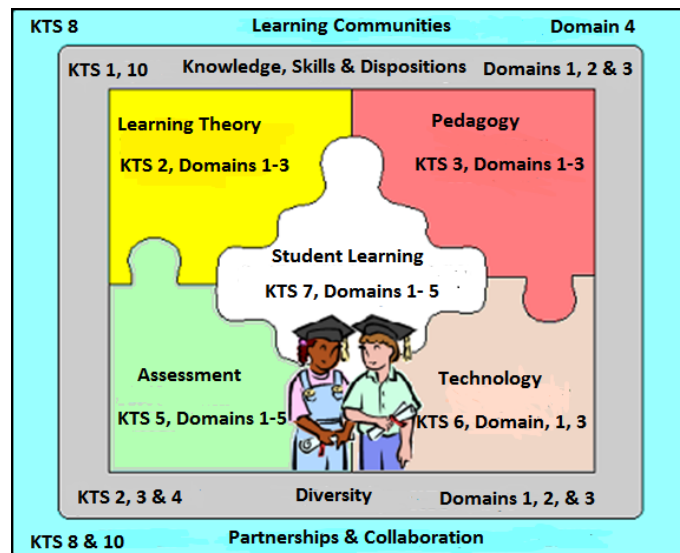 KTS 8 Learning Communities Domain 4
KTS 1, 10 Knowledge, Skills & Dispositions Domains 1, 2 & 3
Learning Theory
KTS 2, Domains 1-3
Pedagogy
KTS 3, Domains 1-3
Student Learning
KTS 7, Domains 1- 5
Assessment
KTS 5, Domains 1-5
Technology
KTS 6, Domain, 1, 3
KTS 2, 3 & 4 Diversity Domains 1, 2, & 3
KTS 8 & 10 Partnerships & Collaboration